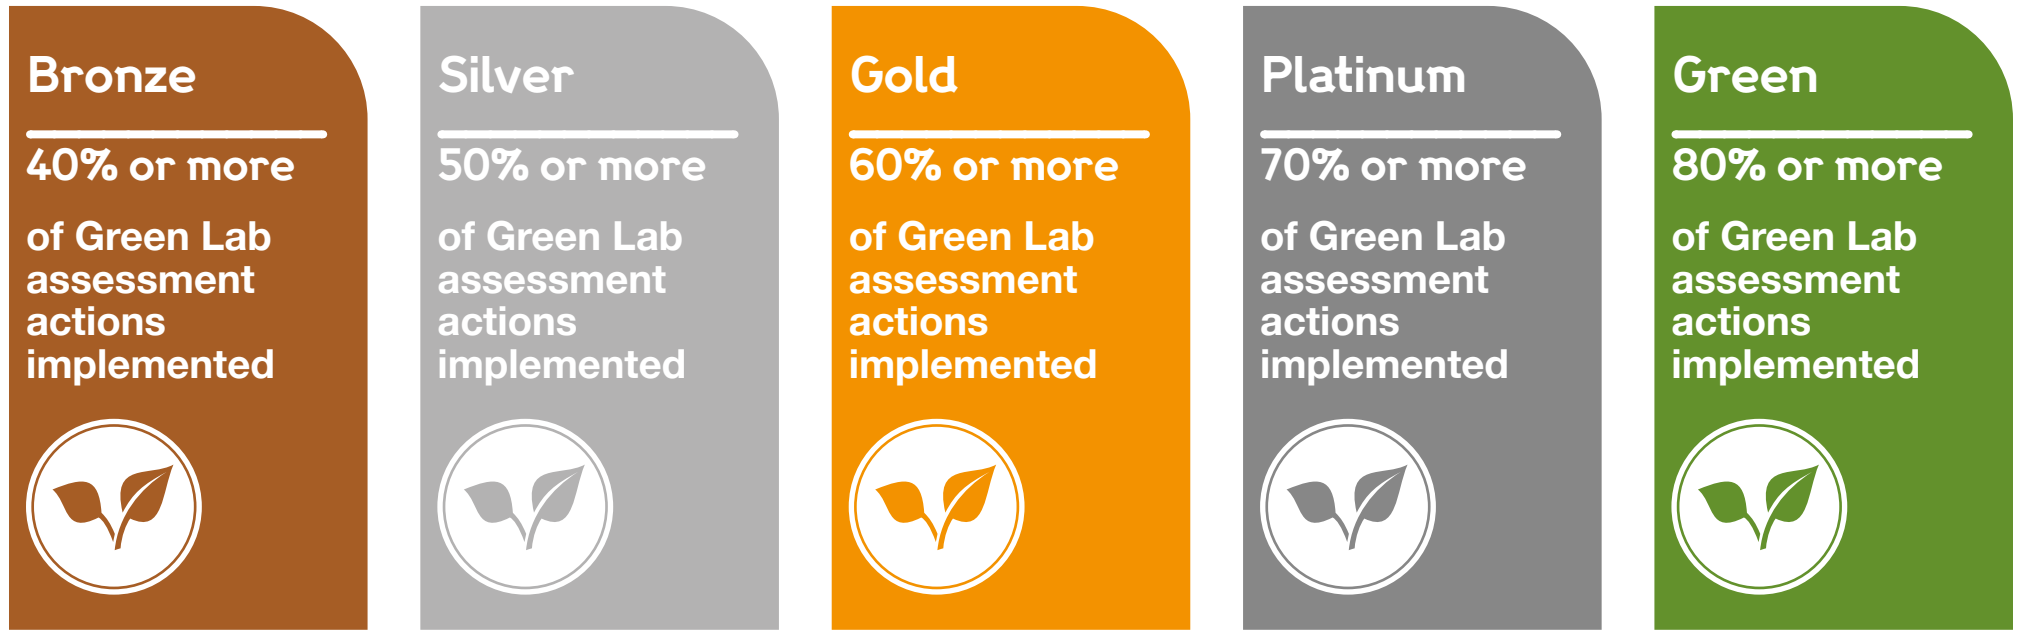 Bronze
40% or more
of Green Lab
assessment
actions
implemented
Silver
50% or more
of Green Lab
assessment
actions
implemented
Gold
60% or more
of Green Lab
assessment
actions
implemented
Platinum
70% or more
of Green Lab
assessment
actions
implemented
Green
80% or more
of Green Lab
assessment
actions
implemented